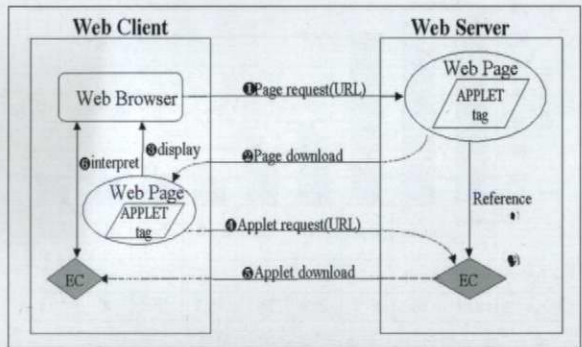 Web Client
Web Server
Web Page
APPLET
tag
Web Browser
❶Page request(URL)
❷Page download
❸display
❻interpret
Web Page
APPLET
tag
Reference
❹Applet request(URL)
❺Applet download
EC
EC